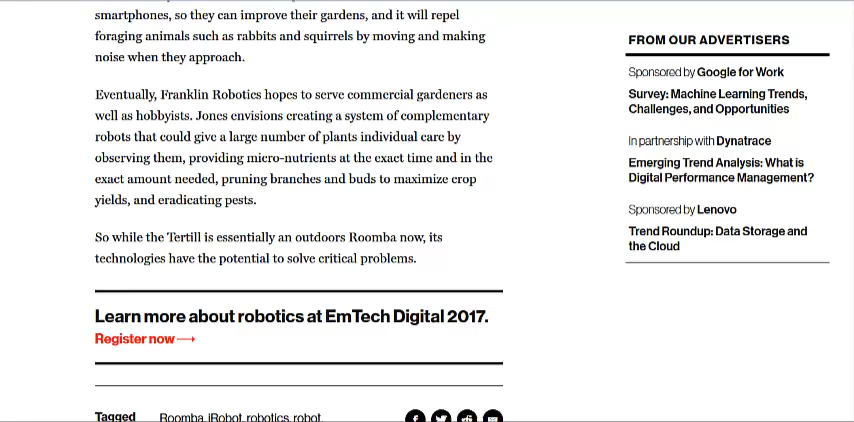 smartphones, so they can improve their gardens, and it will repel
foraging animals such as rabbits and squirrels by moving and making
noise when they approach.
Eventually, Franklin Robotics hopes to serve commercial gardeners as
well as hobbyists. Jones envisions creating a system of complementary
robots that could give a large number of plants individual care by
observing them, providing micro-nutrients at the exact time and in the
exact amount needed, pruning branches and buds to maximize crop
yields, and eradicating pests.
So while the Tertill is essentially an outdoors Roomba now, its
technologies have the potential to solve critical problems.
Learn more about robotics at EmTech Digital 2017.
Register now
Tagged
Roomba, iRobot, robotics, robot,
FROM OUR ADVERTISERS
Sponsored by Google for Work
Survey: Machine Learning Trends,
Challenges, and Opportunities
In partnership with Dynatrace
Emerging Trend Analysis: What is
Digital Performance Management?
Sponsored by Lenovo
Trend Roundup: Data Storage and
the Cloud